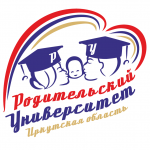 Р У
Родительский
Университет
Иркутская область